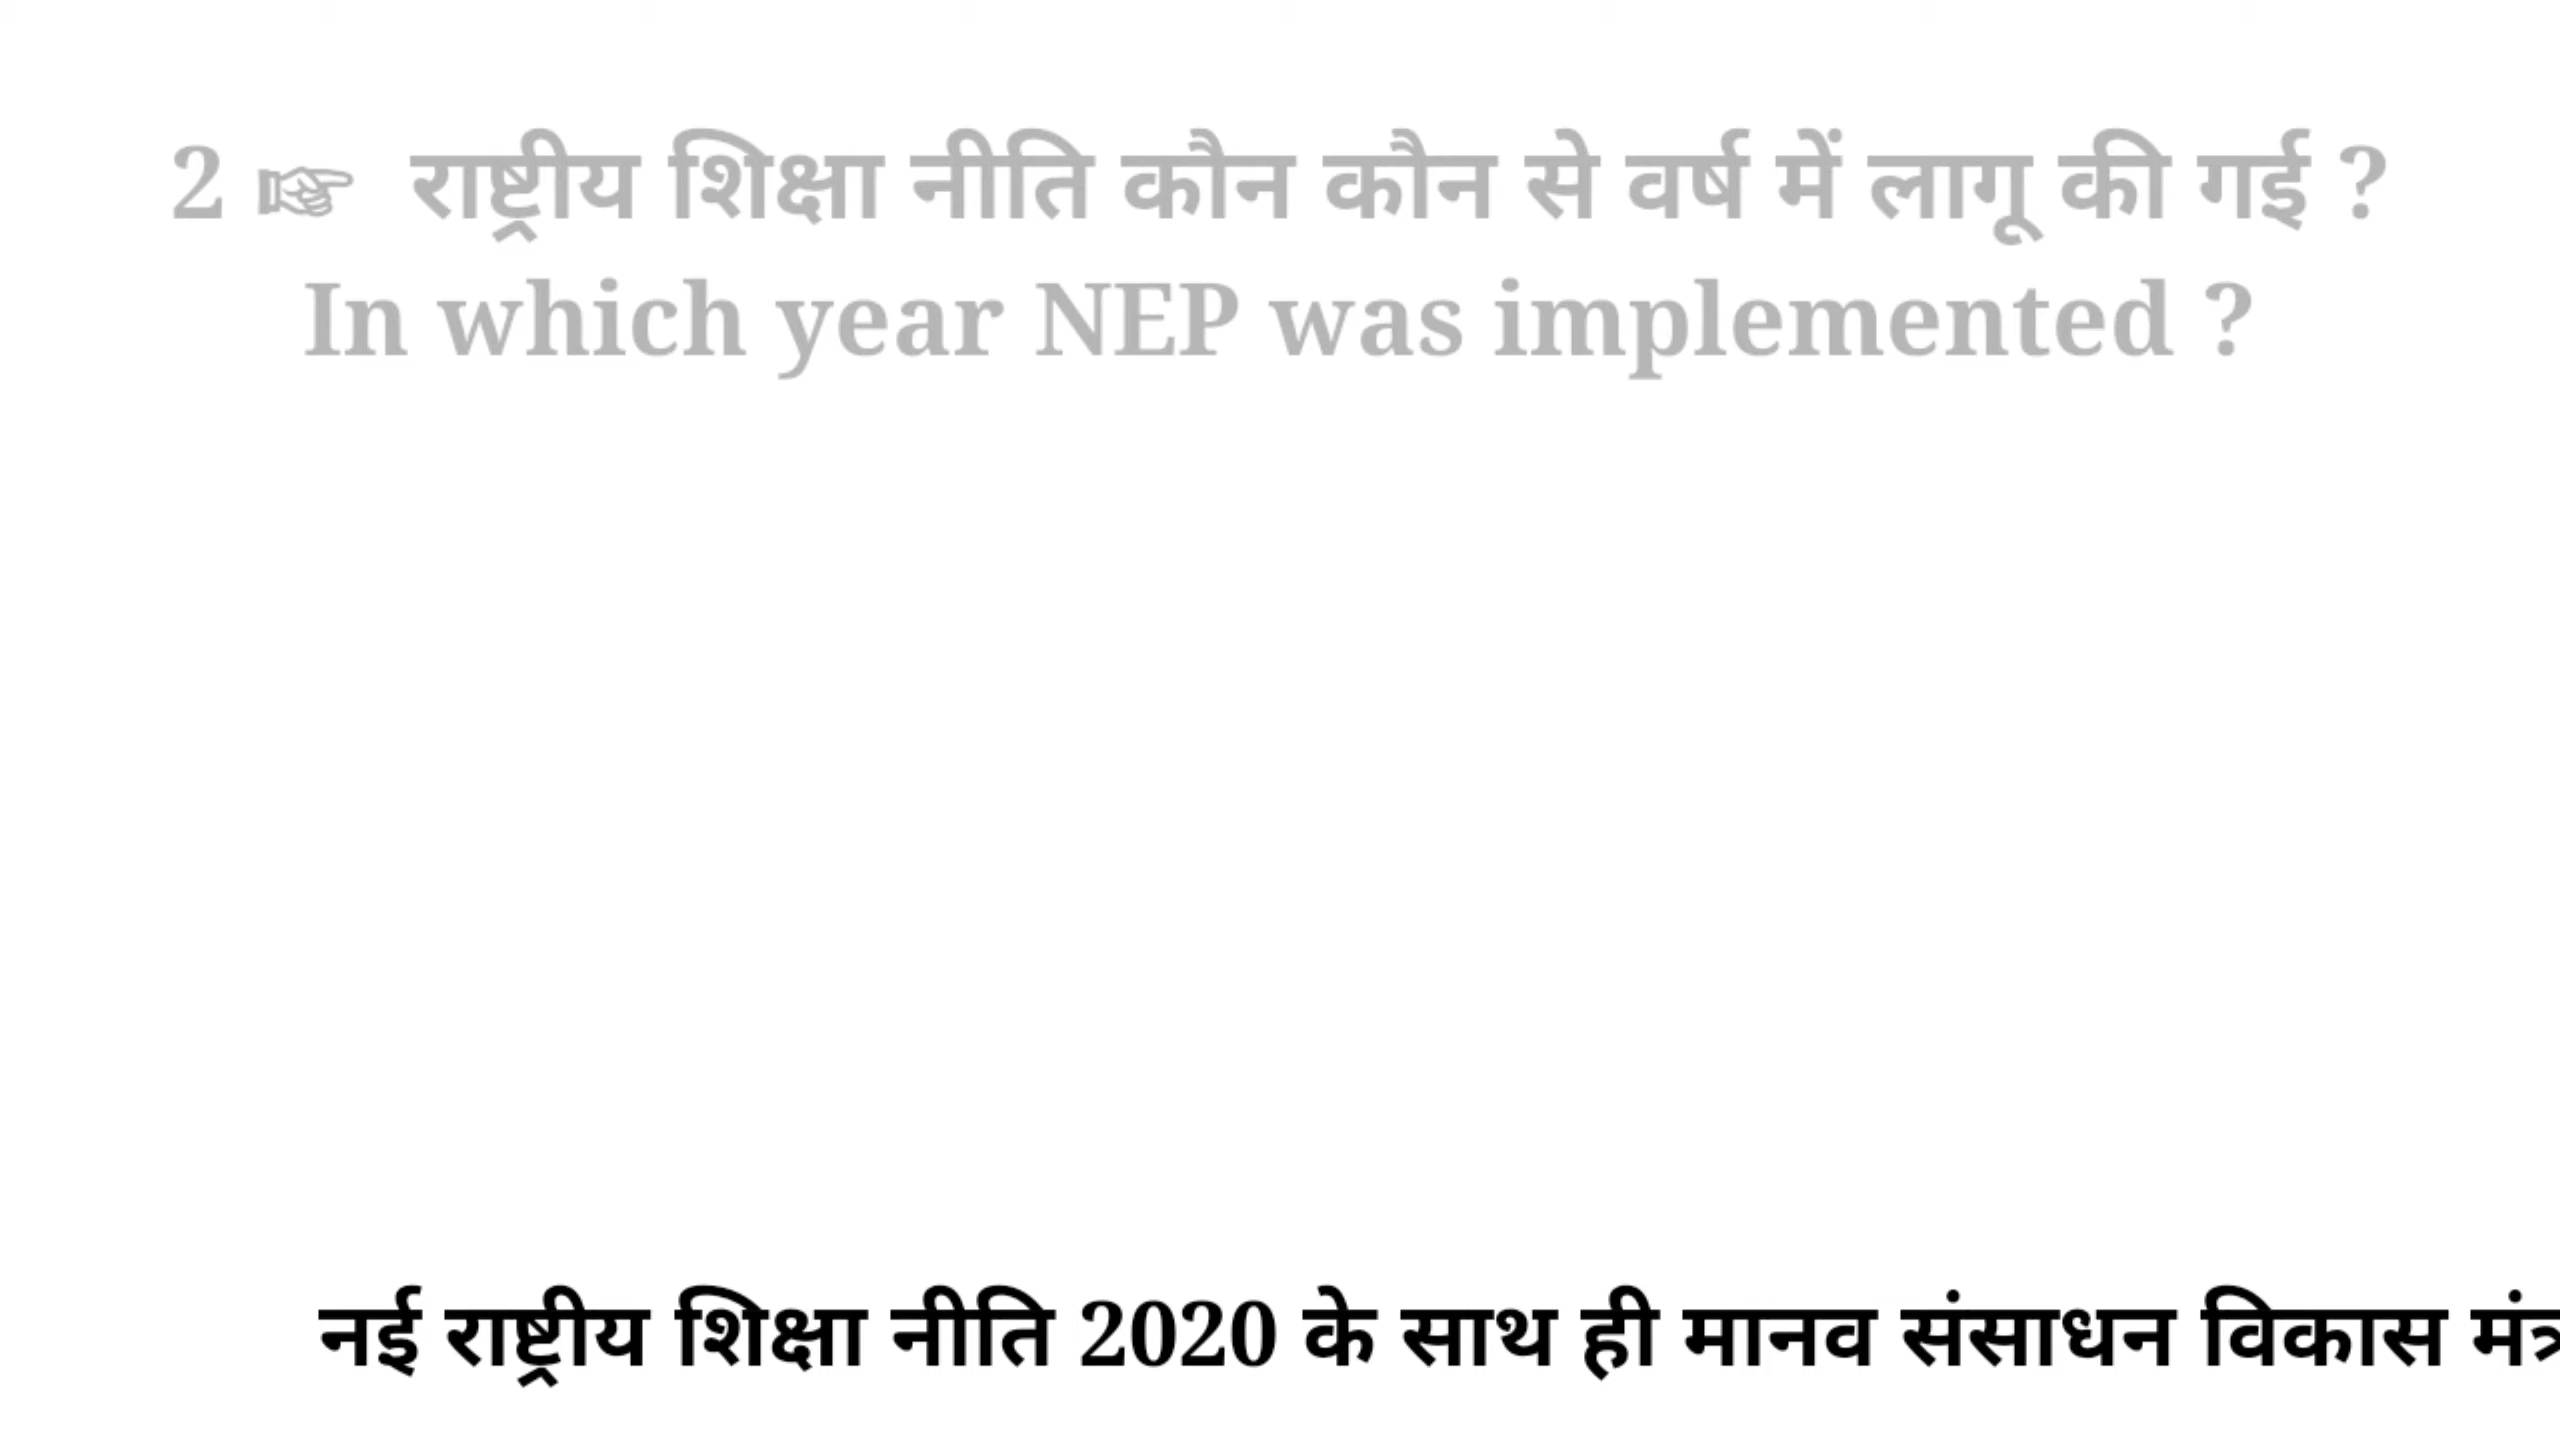 2 ☞ राष्ट्रीय शिक्षा नीति कौन कौन से वर्ष में लागू की गई ?
In which year NEP was implemented ?
नई राष्ट्रीय शिक्षा नीति 2020 के साथ ही मानव संसाधन विकास